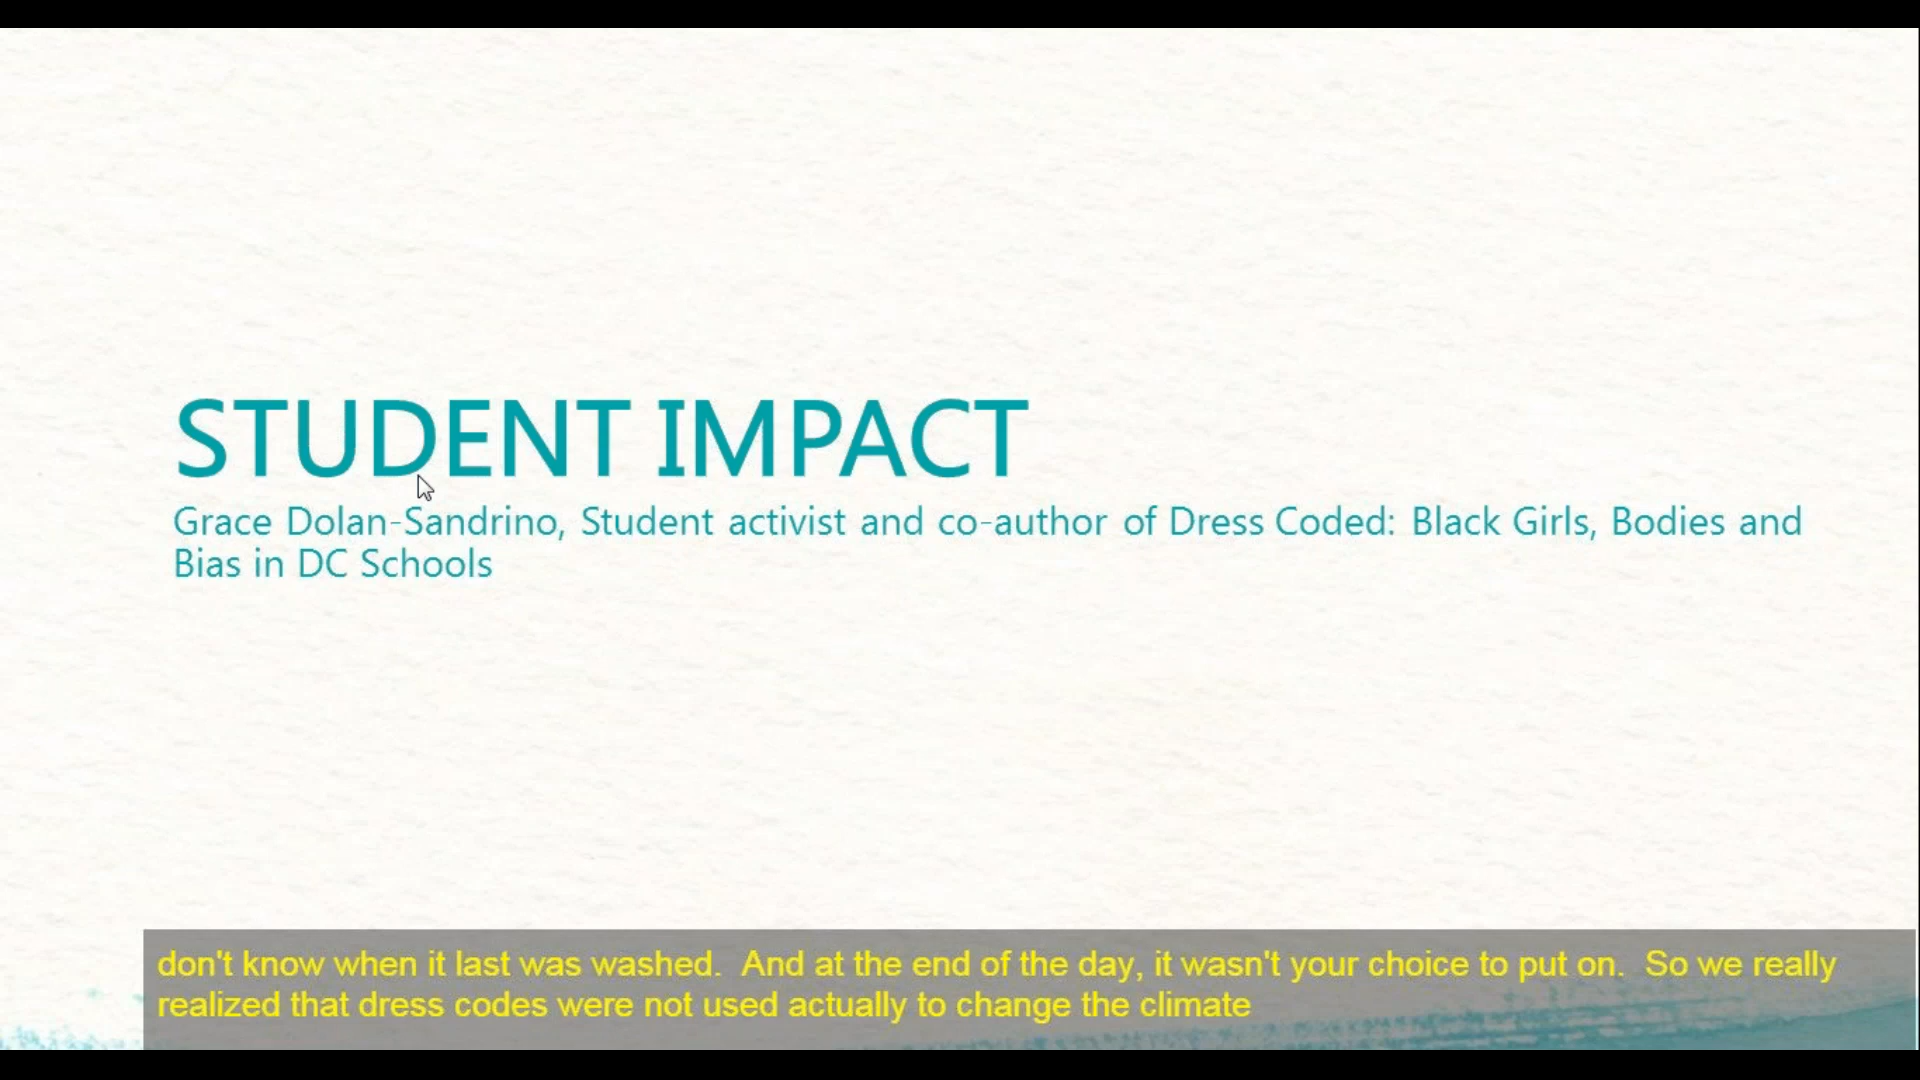 STUDENT IMPACT
Grace Dolan-Sandrino, Student activist and co-author of Dress Coded: Black Girls, Bodies and
Bias in DC Schools
don't know when it last was washed.  And at the end of the day, it wasn't your choice to put on.  So we really
realized that dress codes were not used actually to change the climate